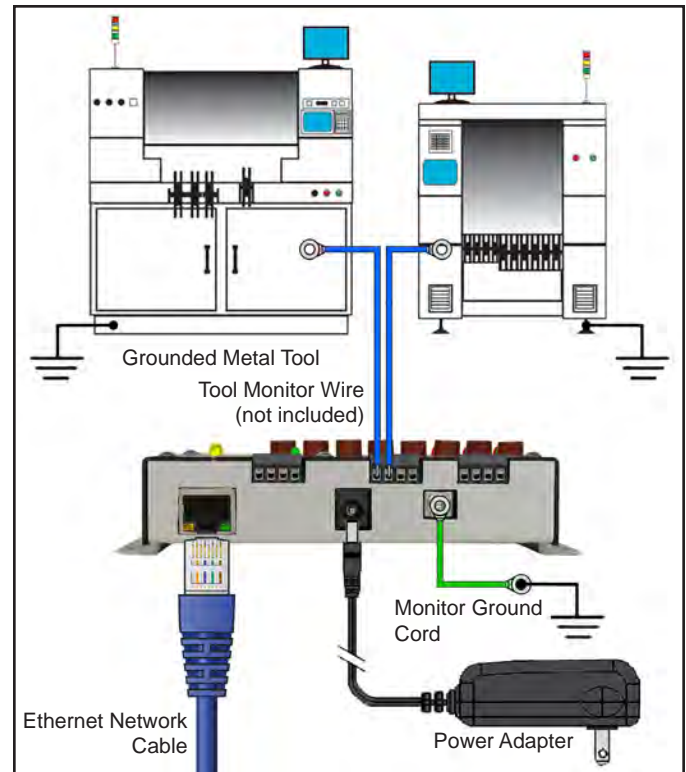 Grounded Metal Tool
Tool Monitor Wire
(not included)
Monitor Ground
Cord
Ethernet Network
Cable
Power Adapter